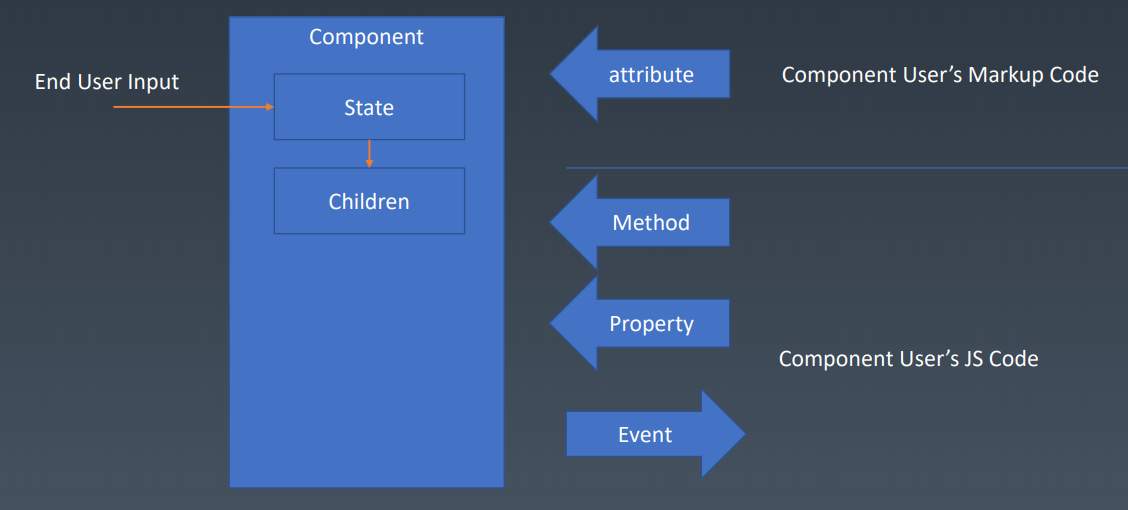 Component
End User Input
State
Children
attribute
Component User’s Markup Code
Method
Property
Component User’s JS Code
Event